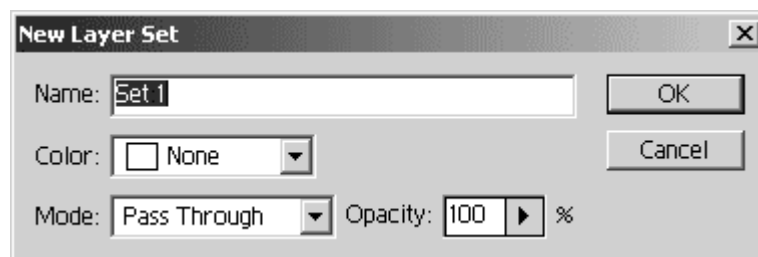 New Layer Set
Name: Set 1 OK
Color: None Cancel
Mode: Pass Through Opacity: 100 %